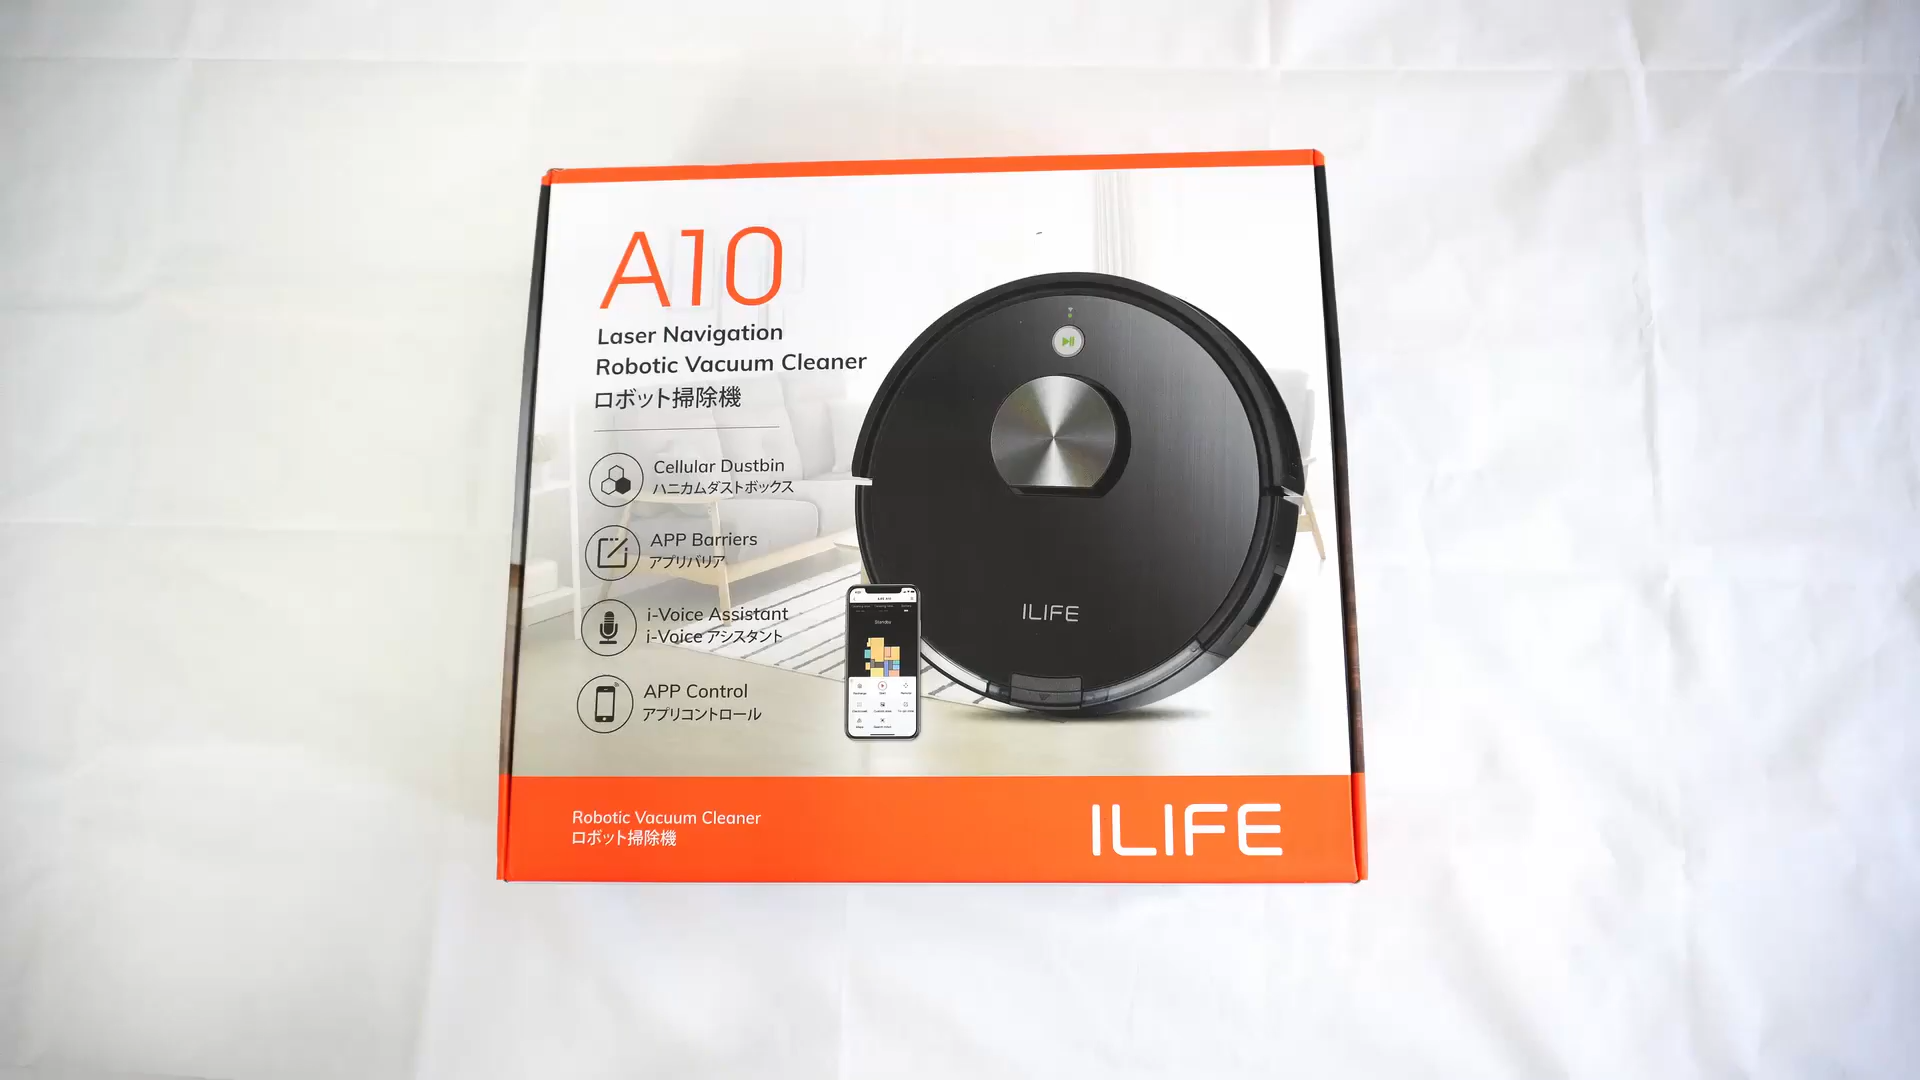 A10
Laser Navigation
Robotic Vacuum Cleaner
ロボット掃除機
Cellular Dustbin
ハニカムダストボックス
APP Barriers
アプリバリア
i-Voice Assistant
i-Voice アシスタント
APP Control
アプリコントロール
ILIFE
Standby
Robotic Vacuum Cleaner
ロボット掃除機
ILIFE